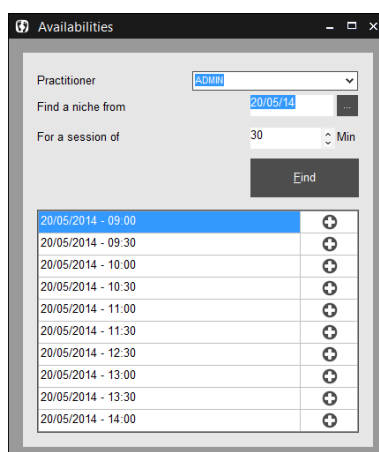 Availabilities
Practitioner ADMIN
Find a niche from 20/05/14 ...
For a session of 30 Min
Find
20/05/2014 - 09:00
20/05/2014 - 09:30
20/05/2014 - 10:00
20/05/2014 - 10:30
20/05/2014 - 11:00
20/05/2014 - 11:30
20/05/2014 - 12:30
20/05/2014 - 13:00
20/05/2014 - 13:30
20/05/2014 - 14:00